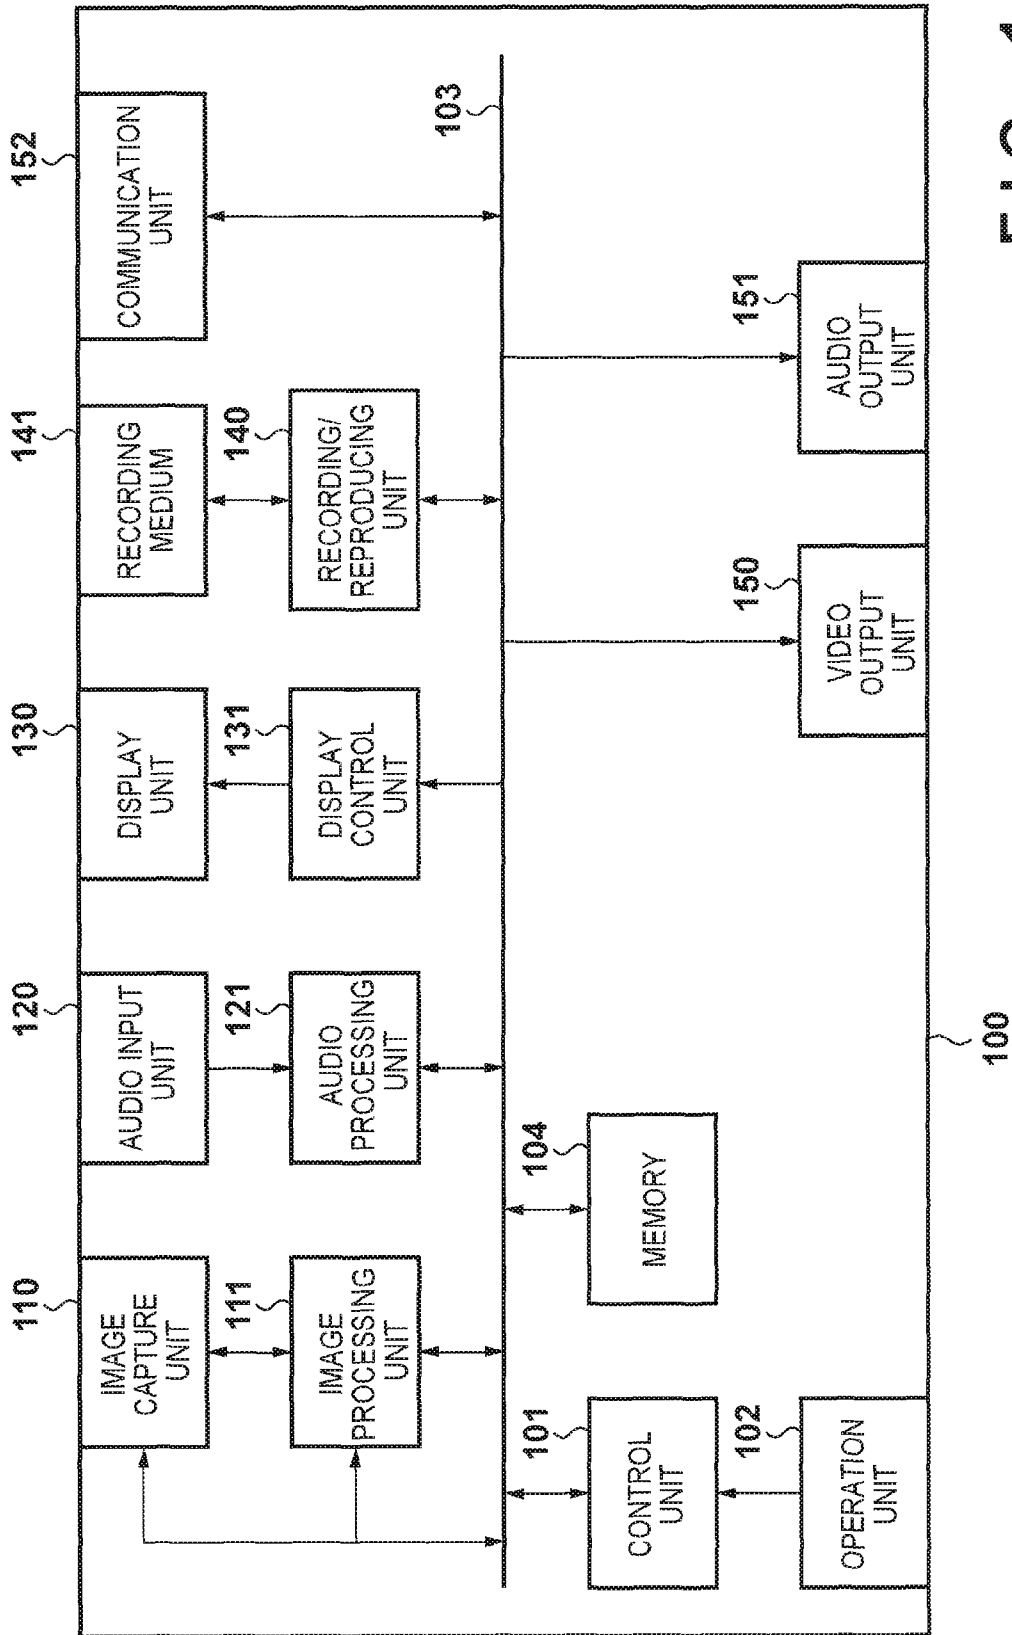 110
IMAGE
CAPTURE
UNIT
120
AUDIO INPUT
UNIT
130
DISPLAY
UNIT
141
RECORDING
MEDIUM
152
COMMUNICATION
UNIT
111
IMAGE
PROCESSING
UNIT
121
AUDIO
PROCESSING
UNIT
131
DISPLAY
CONTROL
UNIT
140
RECORDING/
REPRODUCING
UNIT
103
101
CONTROL
UNIT
104
MEMORY
102
OPERATION
UNIT
150
VIDEO
OUTPUT
UNIT
151
AUDIO
OUTPUT
UNIT
100